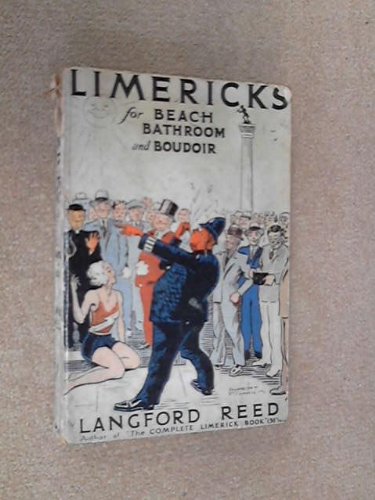 LIMERICKS
for BEACH
BATHROOM
and BOUDOIR
LANGFORD REED
Author of "THE COMPLETE LIMERICK BOOK"